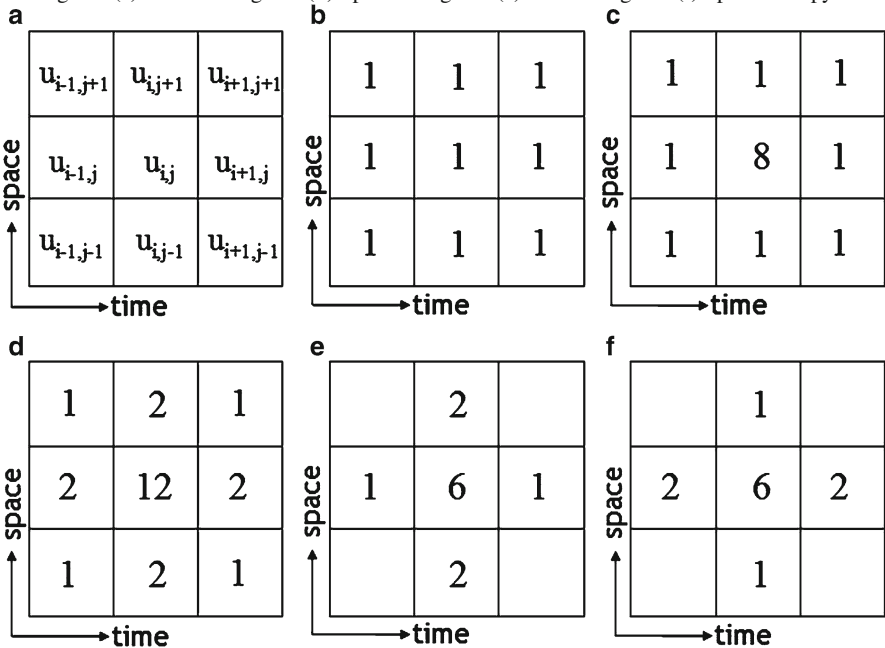 a b c
u_{i-1,j+1} u_{i,j+1} u_{i+1,j+1} 1 1 1 1 1 1
u_{i-1,j} u_{i,j} u_{i+1,j} 1 1 1 1 8 1
u_{i-1,j-1} u_{i,j-1} u_{i+1,j-1} 1 1 1 1 1 1
space space space
time time time
d e f
1 2 1 2 1
2 12 2 1 6 1 2 6 2
1 2 1 2 1
space space space
time time time